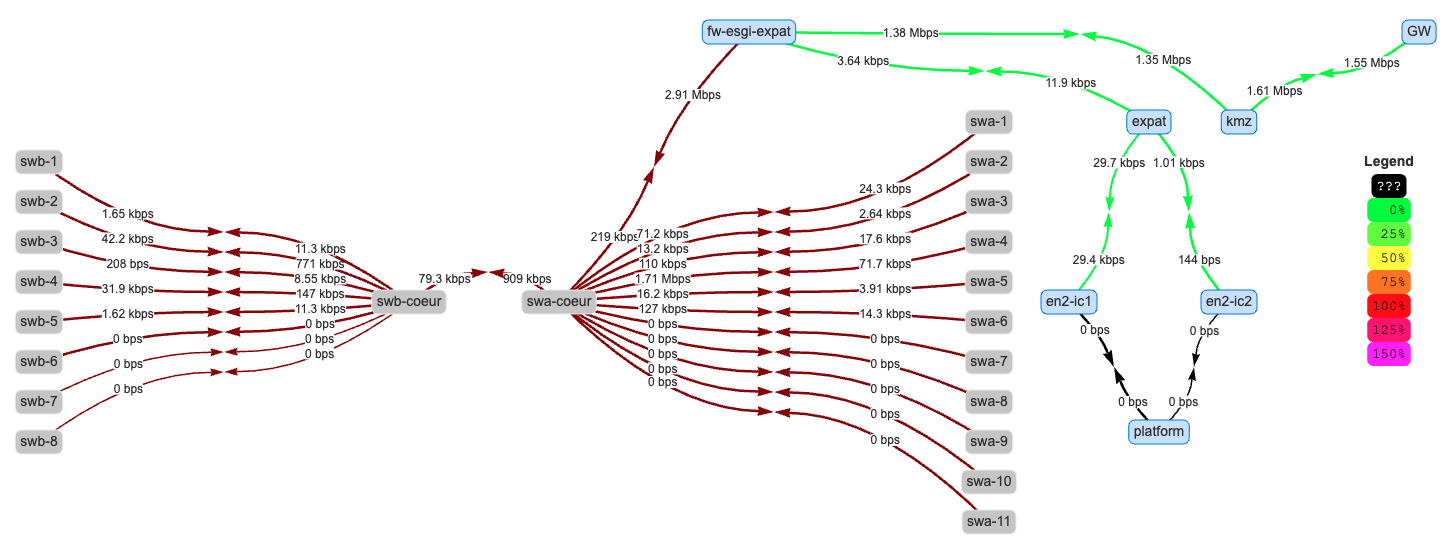 fw-esgi-expat
GW
1.38 Mbps
3.64 kbps
1.35 Mbps
1.55 Mbps
11.9 kbps
1.61 Mbps
2.91 Mbps
expat
kmz
swa-1
swa-2
swa-3
swa-4
swa-5
swa-6
swa-7
swa-8
swa-9
swa-10
swa-11
29.7 kbps
1.01 kbps
29.4 kbps
144 bps
en2-ic1
en2-ic2
0 bps
0 bps
0 bps
0 bps
platform
Legend
???
0%
25%
50%
75%
100%
125%
150%
swb-1
swb-2
swb-3
swb-4
swb-5
swb-6
swb-7
swb-8
1.65 kbps
42.2 kbps
208 bps
31.9 kbps
1.62 kbps
0 bps
0 bps
0 bps
11.3 kbps
771 kbps
8.55 kbps
147 kbps
11.3 kbps
0 bps
0 bps
0 bps
swb-coeur
79.3 kbps
909 kbps
swa-coeur
219 kbps
71.2 kbps
13.2 kbps
110 kbps
1.71 Mbps
16.2 kbps
127 kbps
0 bps
0 bps
0 bps
0 bps
0 bps
24.3 kbps
2.64 kbps
17.6 kbps
71.7 kbps
3.91 kbps
14.3 kbps
0 bps
0 bps
0 bps
0 bps
0 bps